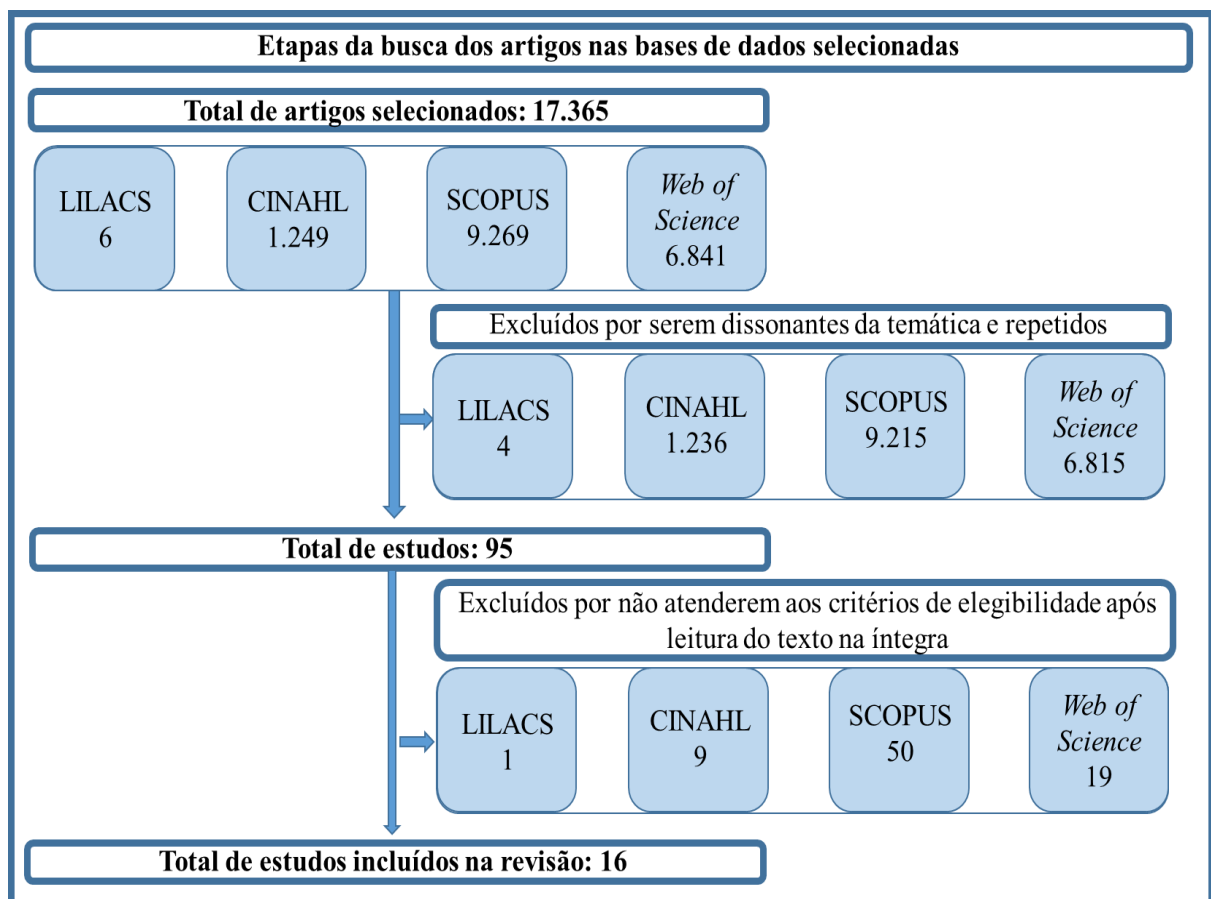 Etapas da busca dos artigos nas bases de dados selecionadas
Total de artigos selecionados: 17.365
LILACS
6
CINAHL
1.249
SCOPUS
9.269
Web of
Science
6.841
Excluídos por serem dissonantes da temática e repetidos
LILACS
4
CINAHL
1.236
SCOPUS
9.215
Web of
Science
6.815
Total de estudos: 95
Excluídos por não atenderem aos critérios de elegibilidade após
leitura do texto na íntegra
LILACS
1
CINAHL
9
SCOPUS
50
Web of
Science
19
Total de estudos incluídos na revisão: 16